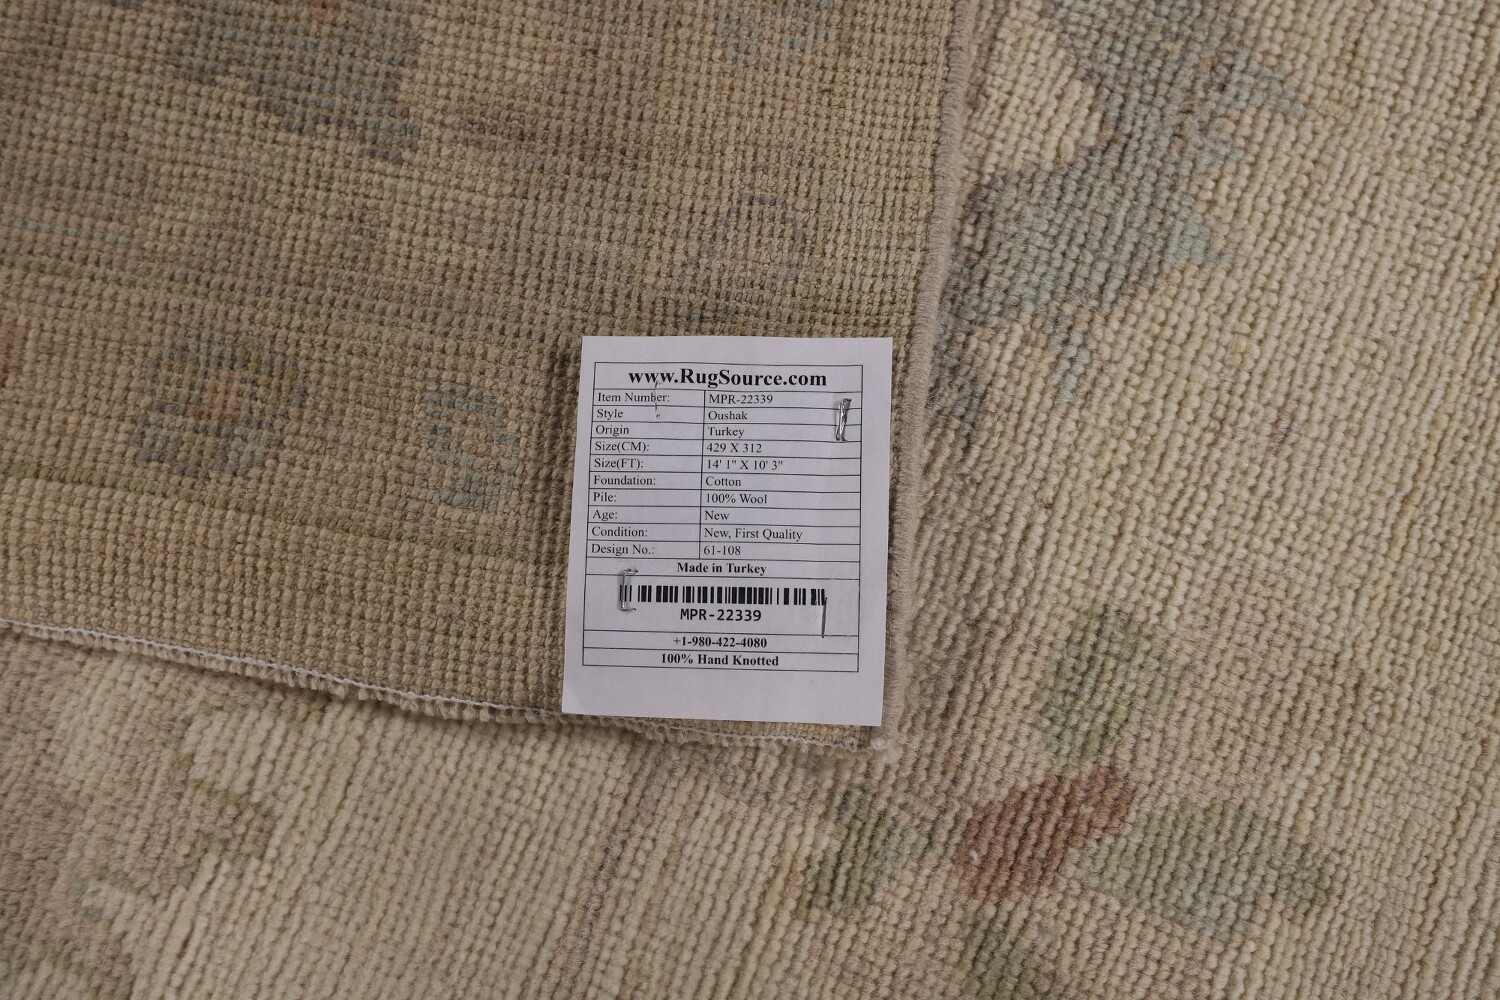 www.RugSource.com
Item Number: MPR-22339
Style Oushak
Origin Turkey
Size(CM): 429 X 312
Size(FT): 14' 1" X 10' 3"
Foundation: Cotton
Pile: 100% Wool
Age: New
Condition: New, First Quality
Design No.: 61-108
Made in Turkey
MPR-22339
+1-980-422-4080
100% Hand Knotted